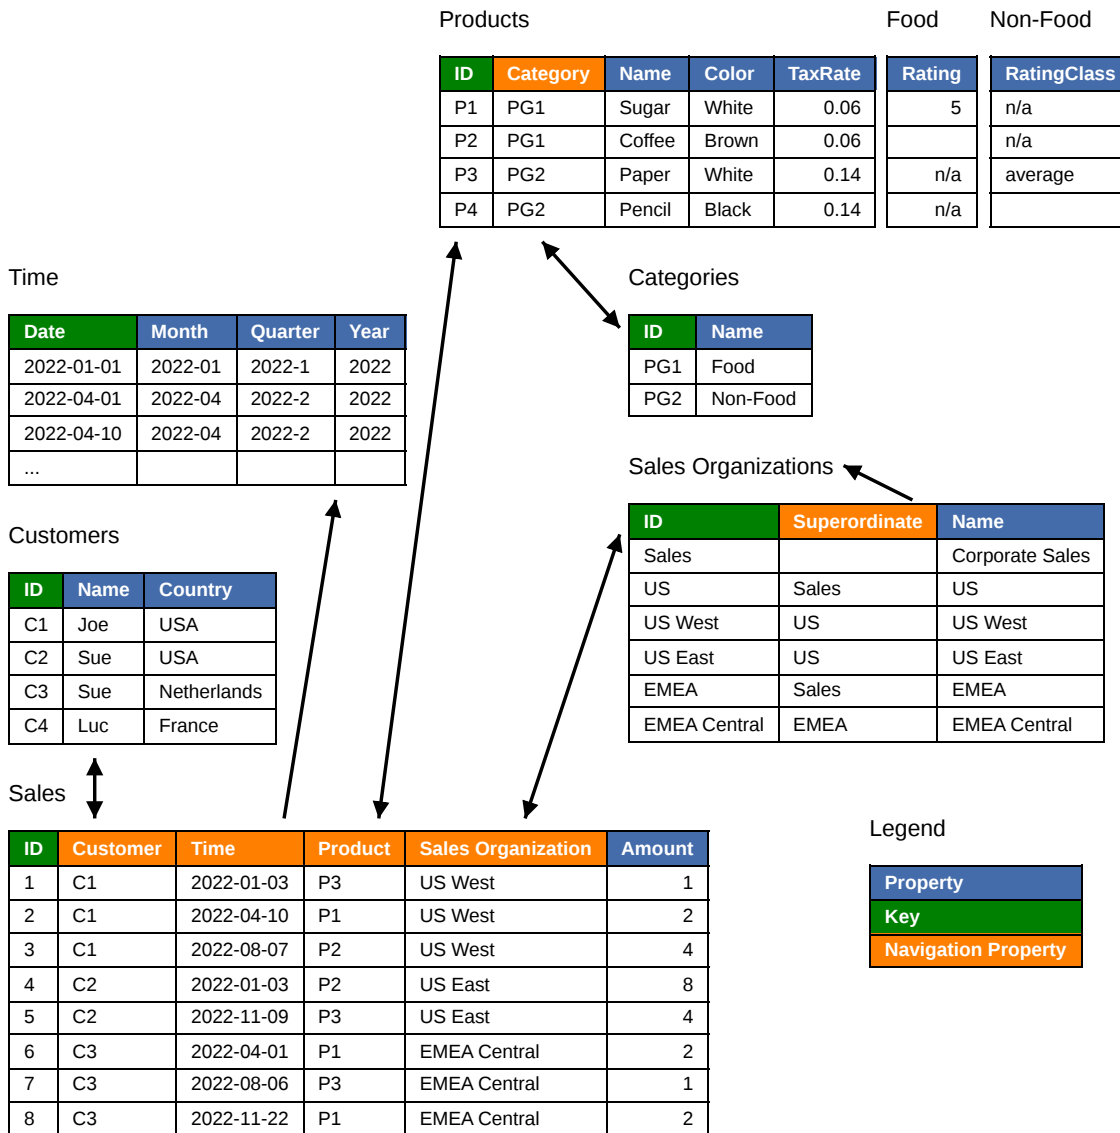 Products Food Non-Food
ID Category Name Color TaxRate Rating RatingClass
P1 PG1 Sugar White 0.06 5 n/a
P2 PG1 Coffee Brown 0.06 n/a
P3 PG2 Paper White 0.14 n/a average
P4 PG2 Pencil Black 0.14 n/a
Time
Date Month Quarter Year
2022-01-01 2022-01 2022-1 2022
2022-04-01 2022-04 2022-2 2022
2022-04-10 2022-04 2022-2 2022
...
Categories
ID Name
PG1 Food
PG2 Non-Food
Sales Organizations
ID Superordinate Name
Sales Corporate Sales
US Sales US
US West US US West
US East US US East
EMEA Sales EMEA
EMEA Central EMEA EMEA Central
Customers
ID Name Country
C1 Joe USA
C2 Sue USA
C3 Sue Netherlands
C4 Luc France
Sales
ID Customer Time Product Sales Organization Amount
1 C1 2022-01-03 P3 US West 1
2 C1 2022-04-10 P1 US West 2
3 C1 2022-08-07 P2 US West 4
4 C2 2022-01-03 P2 US East 8
5 C2 2022-11-09 P3 US East 4
6 C3 2022-04-01 P1 EMEA Central 2
7 C3 2022-08-06 P3 EMEA Central 1
8 C3 2022-11-22 P1 EMEA Central 2
Legend
Property
Key
Navigation Property